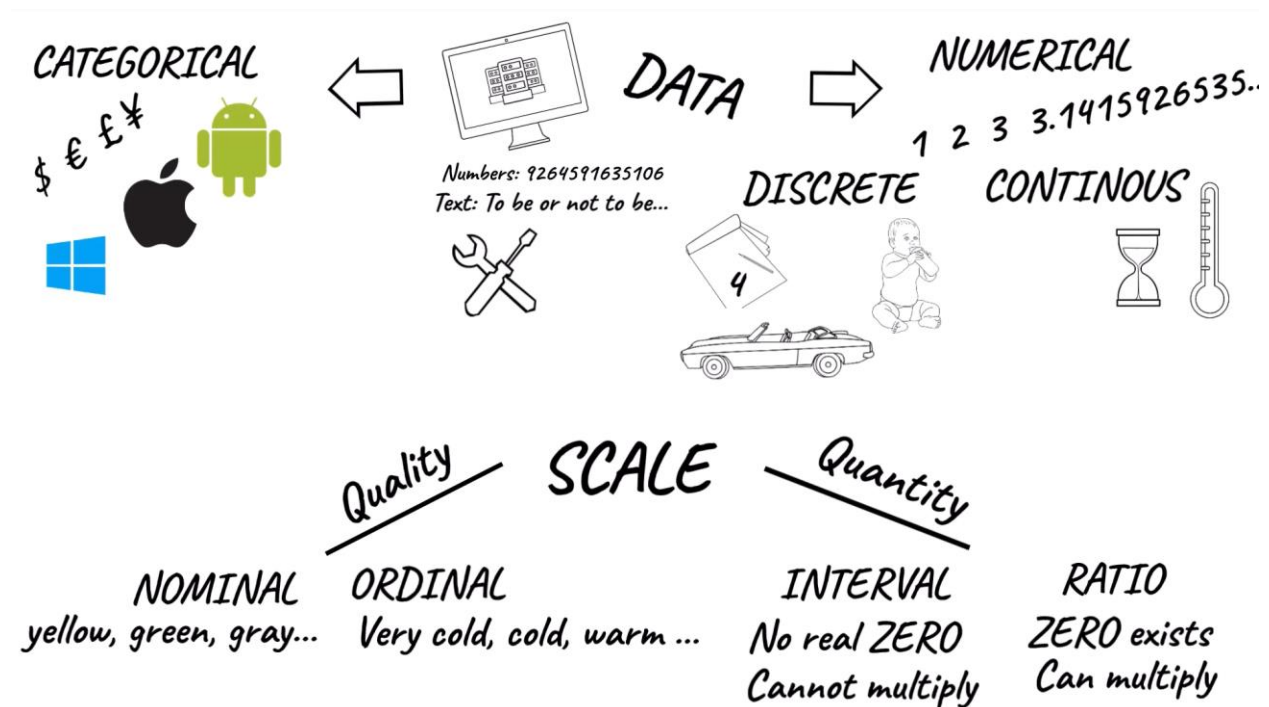 CATEGORICAL
$ € £ ¥
DATA
Numbers: 9264591635106
Text: To be or not to be...
NUMERICAL
1 2 3 3.1415926535..
DISCRETE
4
CONTINOUS
SCALE
Quality
Quantity
NOMINAL
yellow, green, gray...
ORDINAL
Very cold, cold, warm ...
INTERVAL
No real ZERO
Cannot multiply
RATIO
ZERO exists
Can multiply